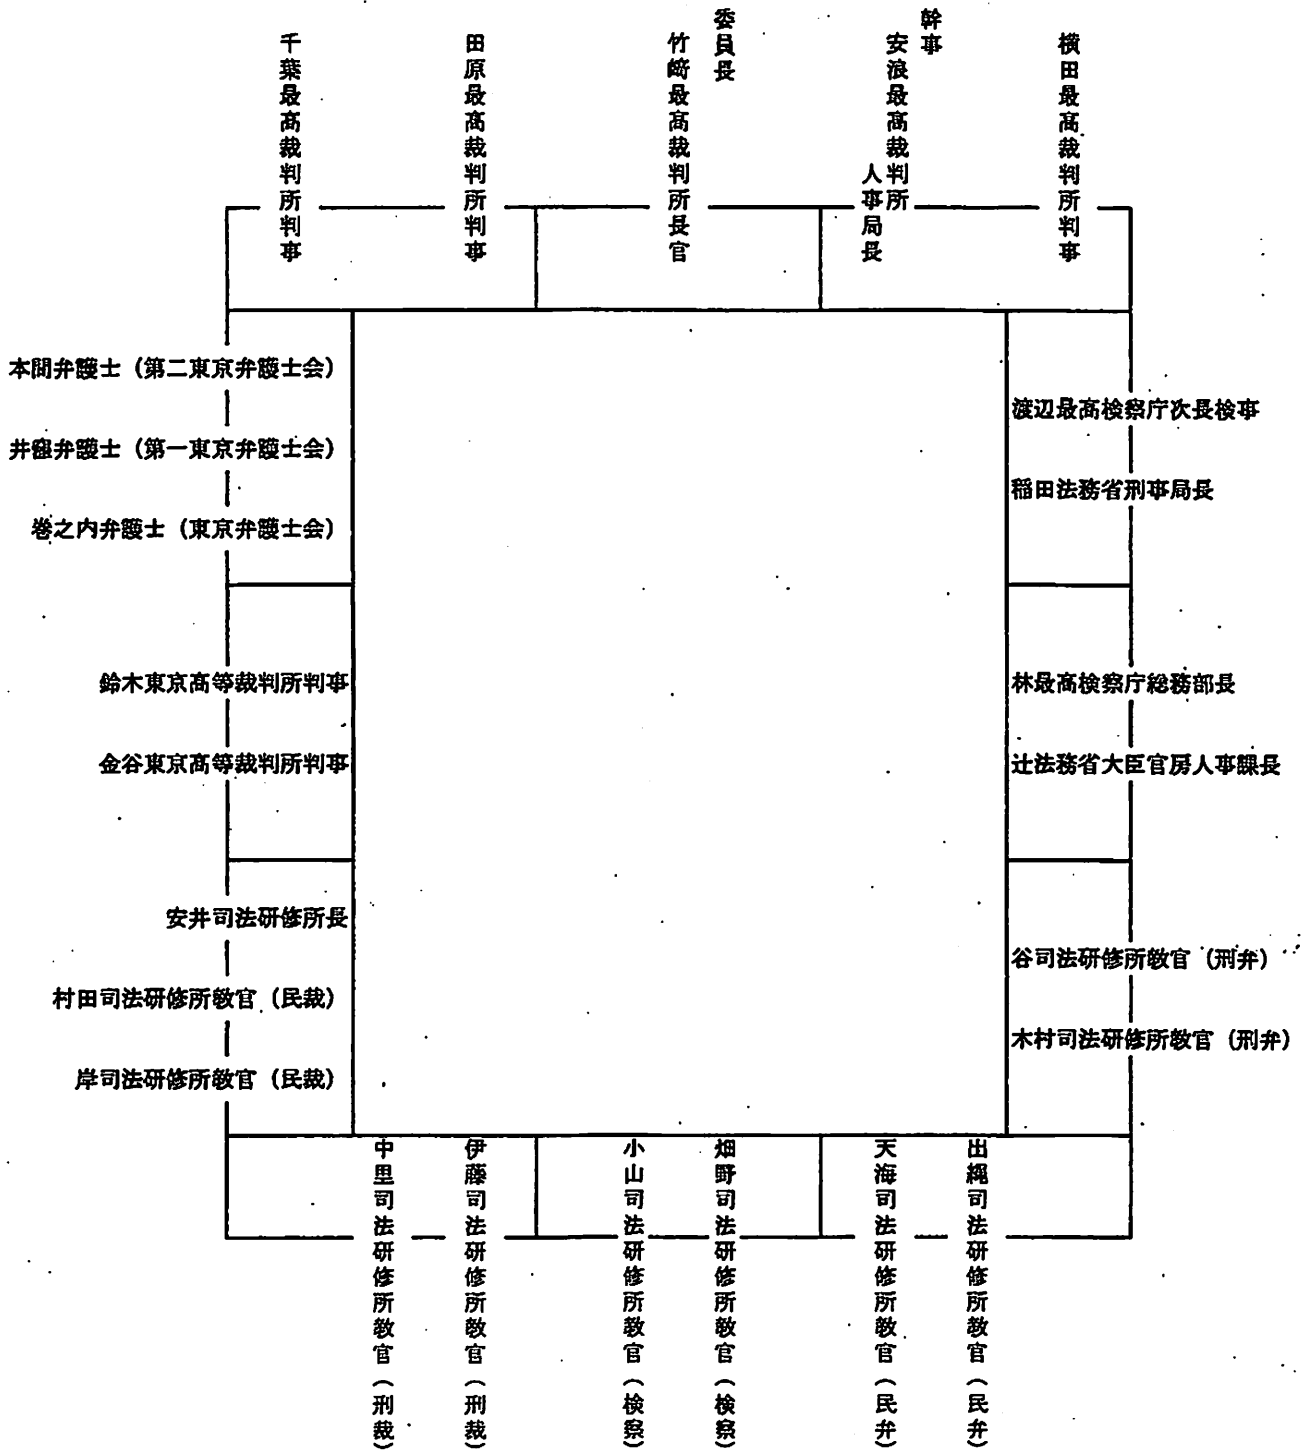 幹事
委員長
横田最高裁判所判事
安浪最高裁判所
人事局長
竹﨑最高裁判所長官
田原最高裁判所判事
千葉最高裁判所判事
本間弁護士（第二東京弁護士会）
井窪弁護士（第一東京弁護士会）
巻之内弁護士（東京弁護士会）
鈴木東京高等裁判所判事
金谷東京高等裁判所判事
安井司法研修所長
村田司法研修所教官（民裁）
岸司法研修所教官（民裁）
渡辺最高検察庁次長検事
稲田法務省刑事局長
林最高検察庁総務部長
辻法務省大臣官房人事課長
谷司法研修所教官（刑弁）
木村司法研修所教官（刑弁）
出縄司法研修所教官（民弁）
天海司法研修所教官（民弁）
畑野司法研修所教官（検察）
小山司法研修所教官（検察）
伊藤司法研修所教官（刑裁）
中里司法研修所教官（刑裁）